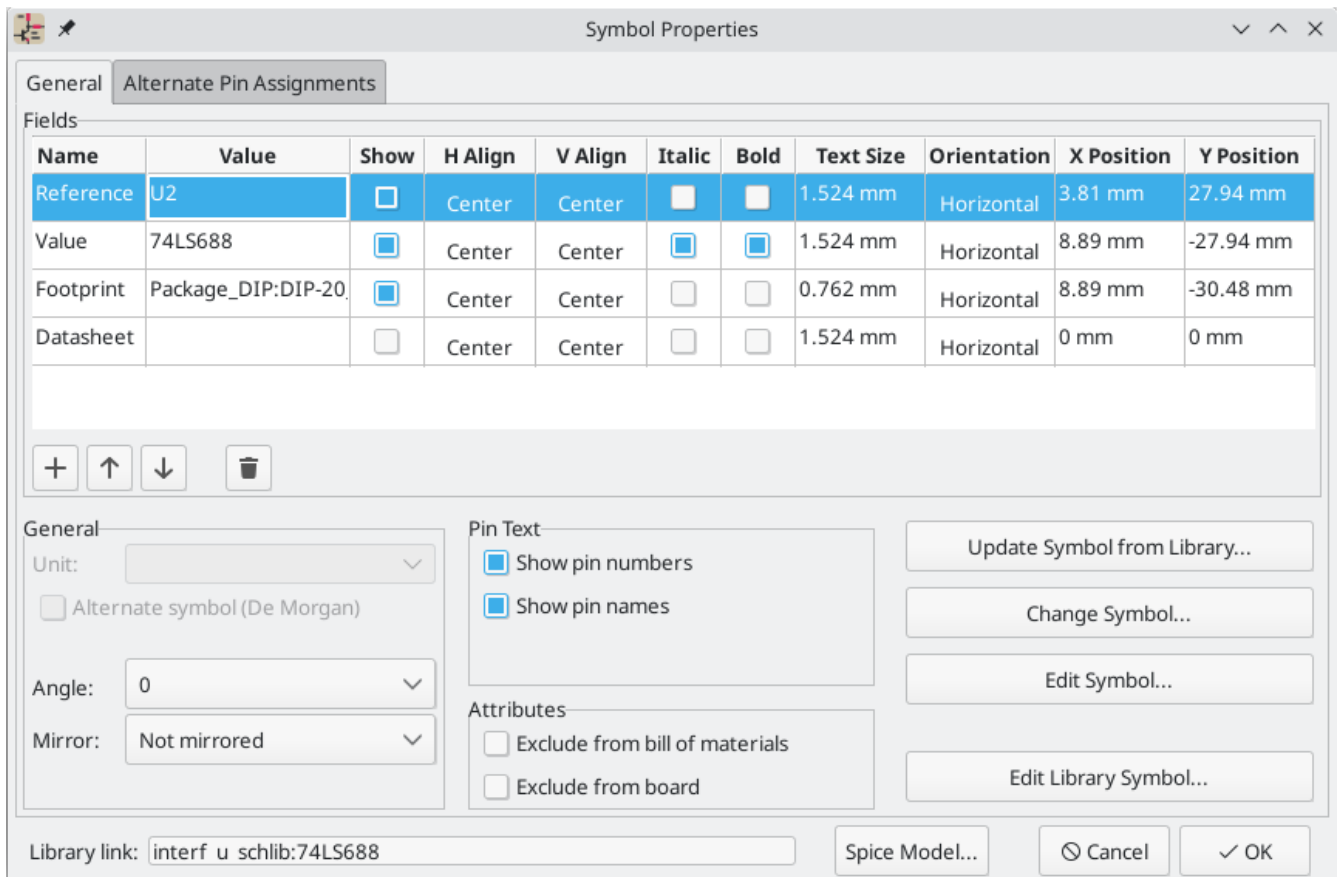 Symbol Properties
General Alternate Pin Assignments
Fields
Name Value Show H Align V Align Italic Bold Text Size Orientation X Position Y Position
Reference U2 Center Center 1.524 mm Horizontal 3.81 mm 27.94 mm
Value 74LS688 Center Center 1.524 mm Horizontal 8.89 mm -27.94 mm
Footprint Package_DIP:DIP-20_ Center Center 0.762 mm Horizontal 8.89 mm -30.48 mm
Datasheet Center Center 1.524 mm Horizontal 0 mm 0 mm
General
Unit:
Alternate symbol (De Morgan)
Angle: 0
Mirror: Not mirrored
Pin Text
Show pin numbers
Show pin names
Attributes
Exclude from bill of materials
Exclude from board
Update Symbol from Library...
Change Symbol...
Edit Symbol...
Edit Library Symbol...
Library link: interf_u_schlib:74LS688 Spice Model... Cancel OK